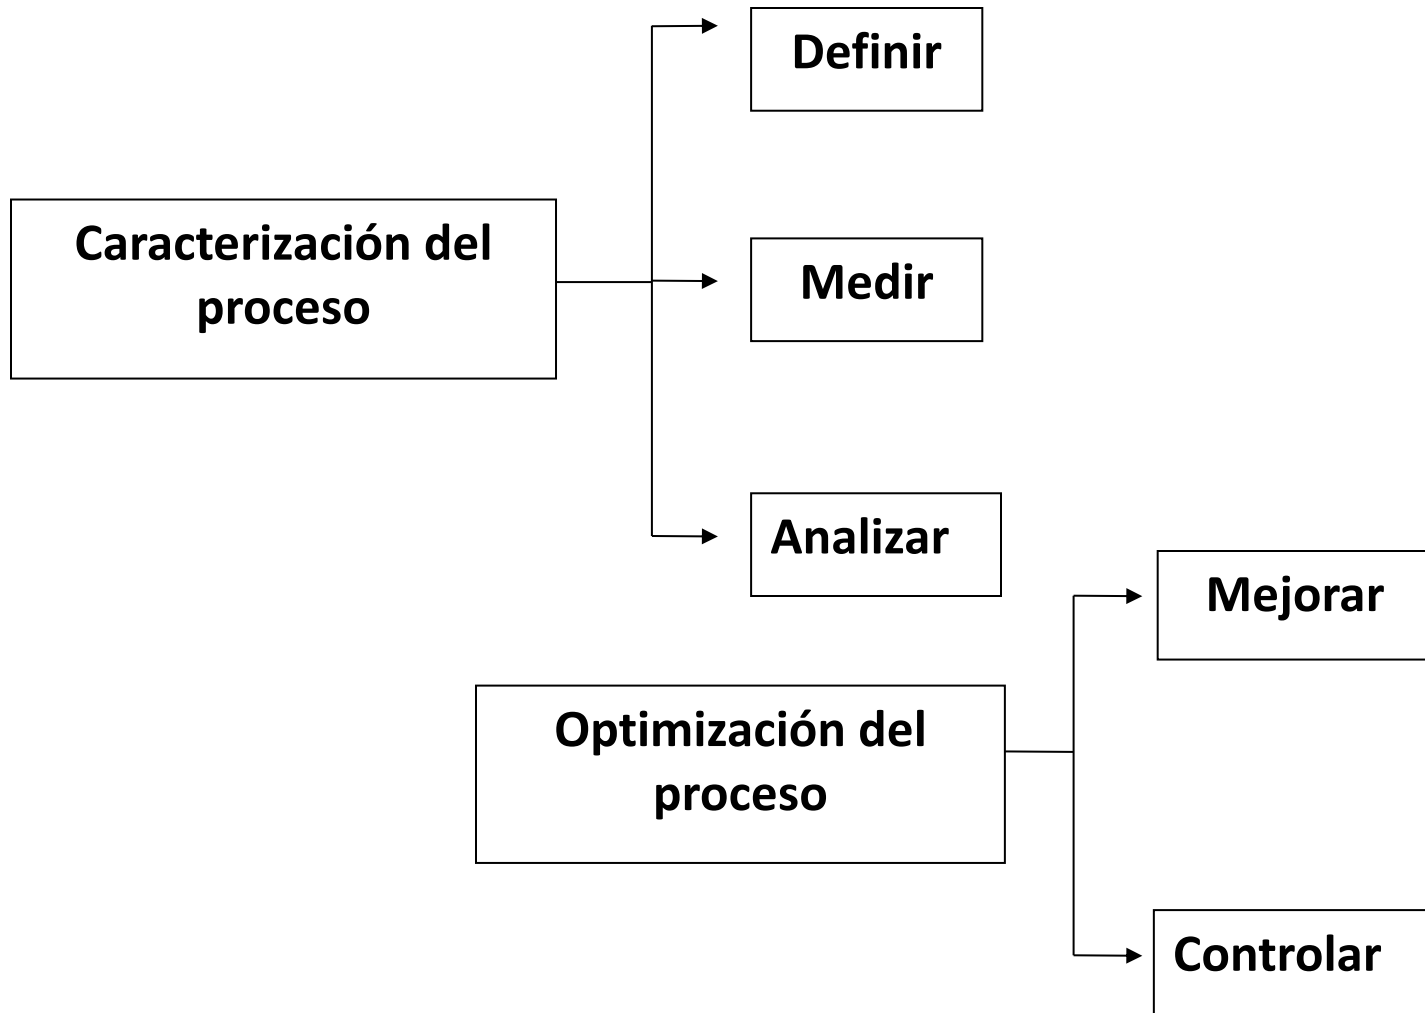 Definir
Caracterización del
proceso
Medir
Analizar
Mejorar
Optimización del
proceso
Controlar